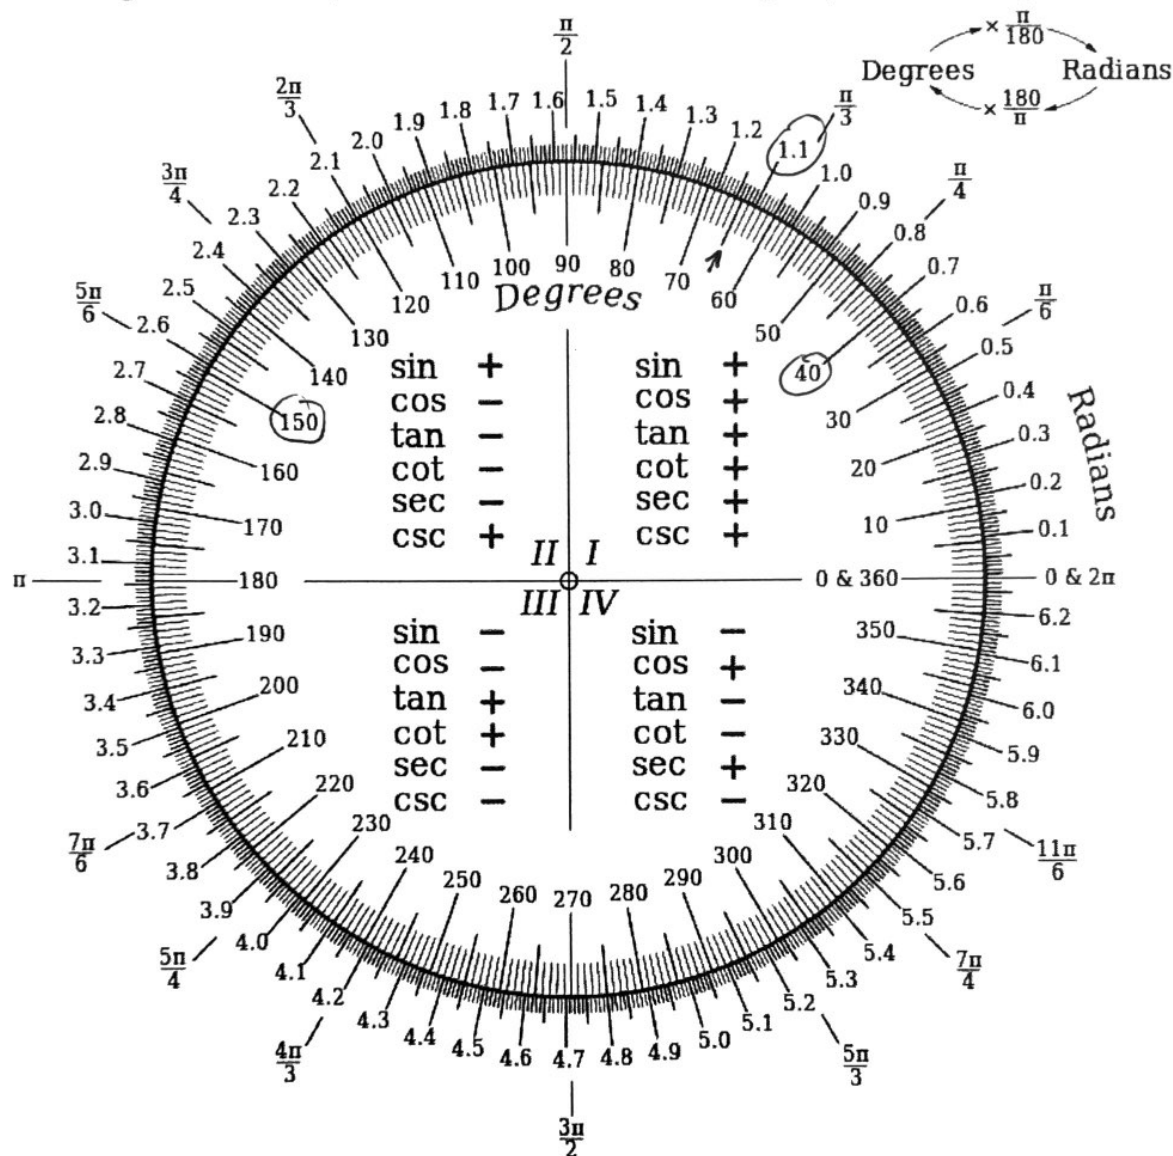 π/2
× π/180
Degrees Radians
× 180/π
2π/3 π/3
1.9 1.8 1.7 1.6 1.5 1.4 1.3 1.2 1.1
3π/4 2.2 2.1 2.0 1.0 0.9 π/4
2.3 0.8
2.4 0.7
5π/6 2.5 0.6 π/6
2.6 0.5
2.7 0.4
2.8 0.3
2.9 0.2
3.0 0.1
3.1
110 100 90 80 70
120 60
130 50
140 40
150 30
160 20
170 10
Degrees
Radians
sin + sin +
cos − cos +
tan − tan +
cot − cot +
sec − sec +
csc + csc +
II I
π 180 0 & 360 0 & 2π
III IV
sin − sin −
cos − cos +
tan + tan −
cot + cot −
sec − sec +
csc − csc −
190 350
200 340
210 330
220 320
230 310
240 300
250 260 270 280 290
3.2 6.2
3.3 6.1
3.4 6.0
3.5 5.9
3.6 5.8
7π/6 3.7 5.7 11π/6
3.8 5.6
3.9 5.5
5π/4 4.0 5.4 7π/4
4.1 5.3
4.2 5.2
4.3 4.4 4.5 4.6 4.7 4.8 4.9 5.0 5.1
4π/3 5π/3
3π/2